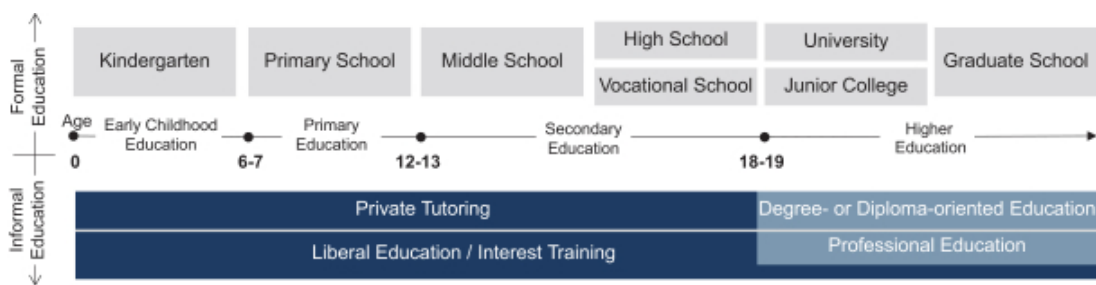 Formal
Education
Kindergarten
Primary School
Middle School
High School
Vocational School
University
Junior College
Graduate School
Age
Early Childhood
Education
Primary
Education
Secondary
Education
Higher
Education
0
6-7
12-13
18-19
Informal
Education
Private Tutoring
Degree- or Diploma-oriented Education
Liberal Education / Interest Training
Professional Education